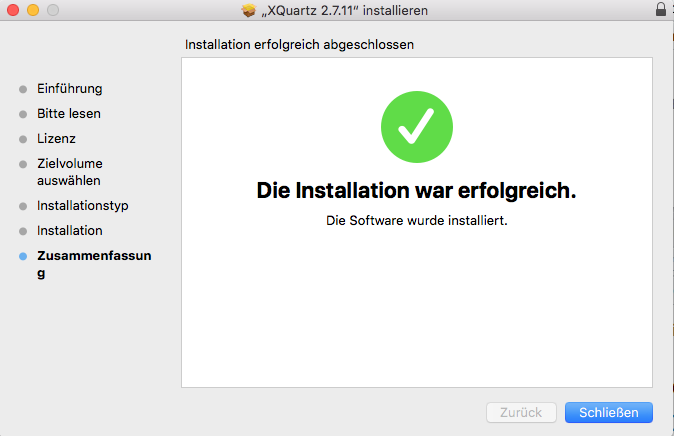 „XQuartz 2.7.11“ installieren
Installation erfolgreich abgeschlossen
Einführung
Bitte lesen
Lizenz
Zielvolume
auswählen
Installationstyp
Installation
Zusammenfassun
g
Die Installation war erfolgreich.
Die Software wurde installiert.
Zurück
Schließen